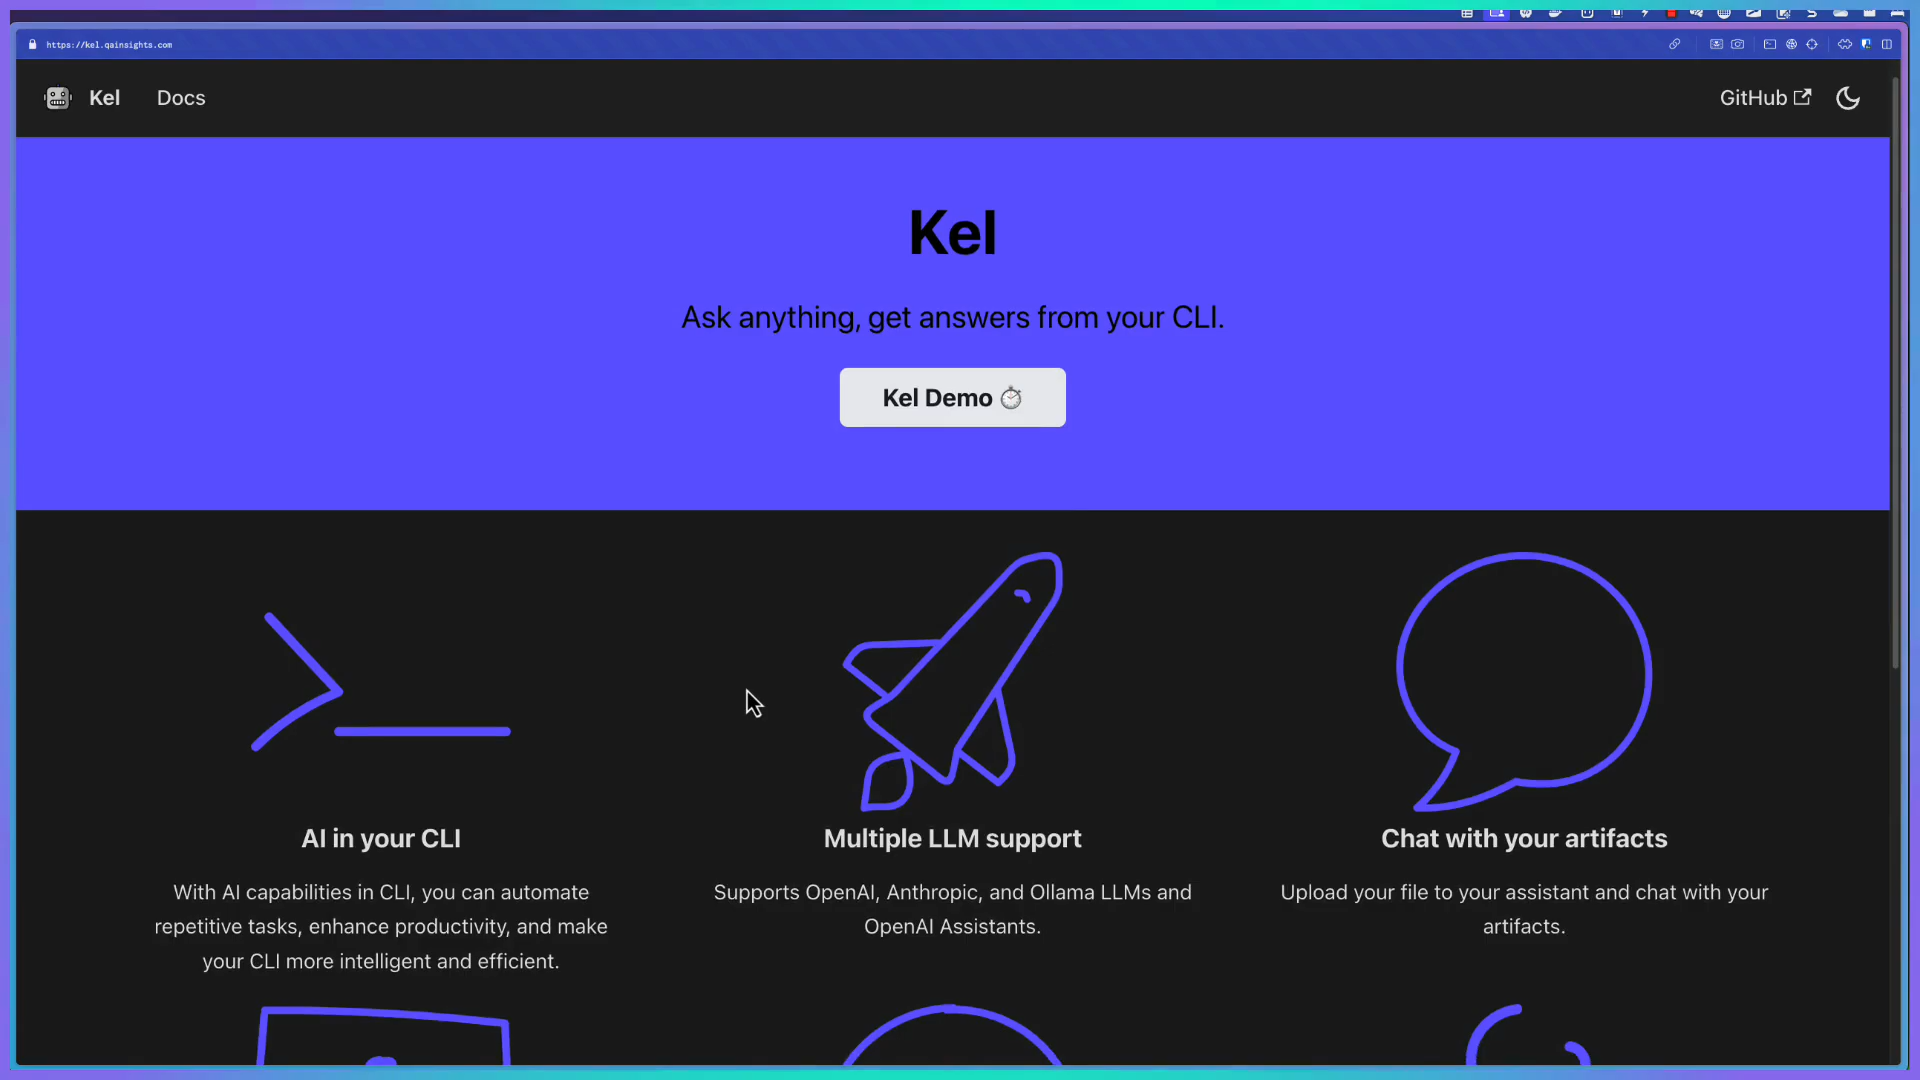 https://kel.qainsights.com
Kel
Docs
GitHub
Kel
Ask anything, get answers from your CLI.
Kel Demo
AI in your CLI
With AI capabilities in CLI, you can automate
repetitive tasks, enhance productivity, and make
your CLI more intelligent and efficient.
Multiple LLM support
Supports OpenAI, Anthropic, and Ollama LLMs and
OpenAI Assistants.
Chat with your artifacts
Upload your file to your assistant and chat with your
artifacts.